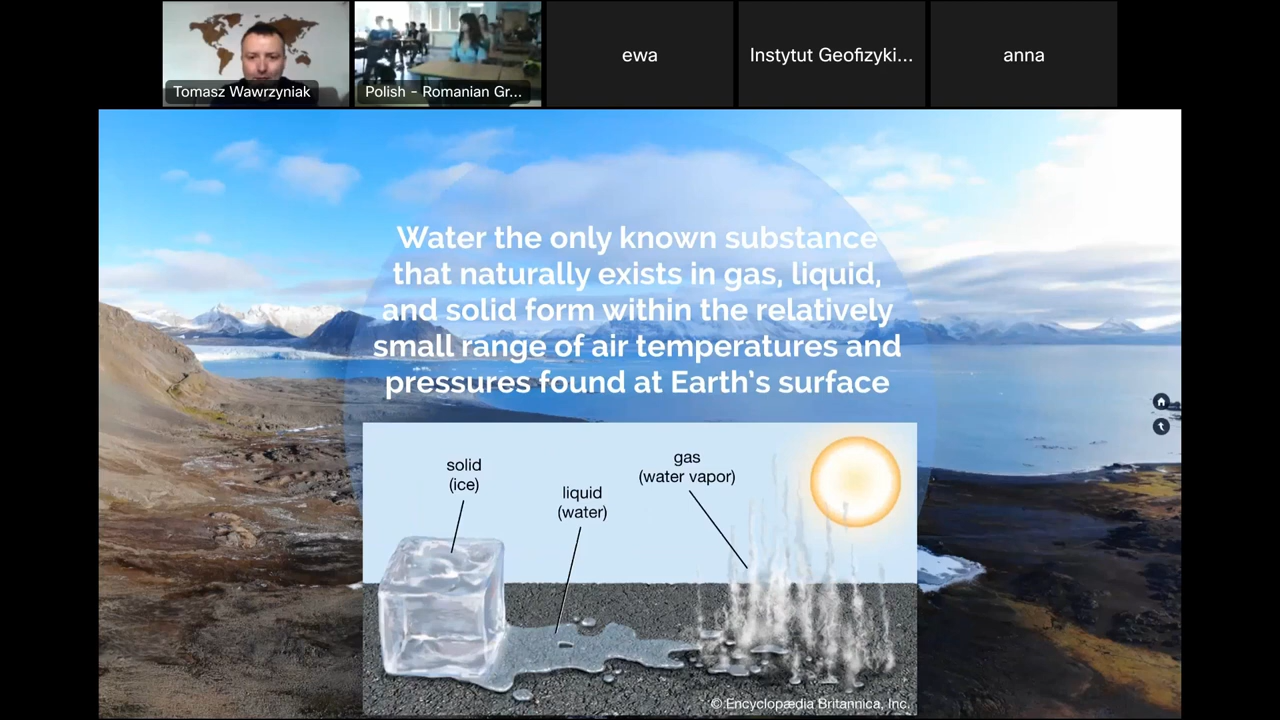 Tomasz Wawrzyniak
Polish - Romanian Gr...
ewa
Instytut Geofizyki...
anna
Water the only known substance
that naturally exists in gas, liquid,
and solid form within the relatively
small range of air temperatures and
pressures found at Earth's surface
solid
(ice)
liquid
(water)
gas
(water vapor)
© Encyclopædia Britannica, Inc.